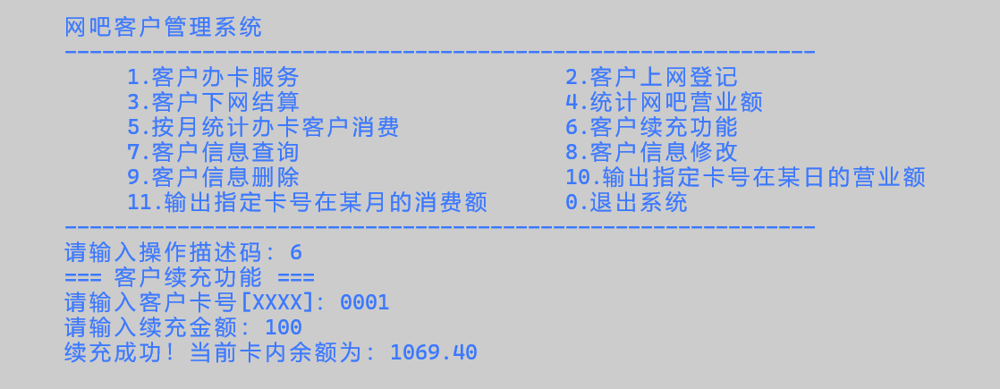 网吧客户管理系统
------------------------------------------------------------
1.客户办卡服务 2.客户上网登记
3.客户下网结算 4.统计网吧营业额
5.按月统计办卡客户消费 6.客户续充功能
7.客户信息查询 8.客户信息修改
9.客户信息删除 10.输出指定卡号在某日的营业额
11.输出指定卡号在某月的消费额 0.退出系统
------------------------------------------------------------
请输入操作描述码: 6
=== 客户续充功能 ===
请输入客户卡号[XXXX]: 0001
请输入续充金额: 100
续充成功! 当前卡内余额为: 1069.40